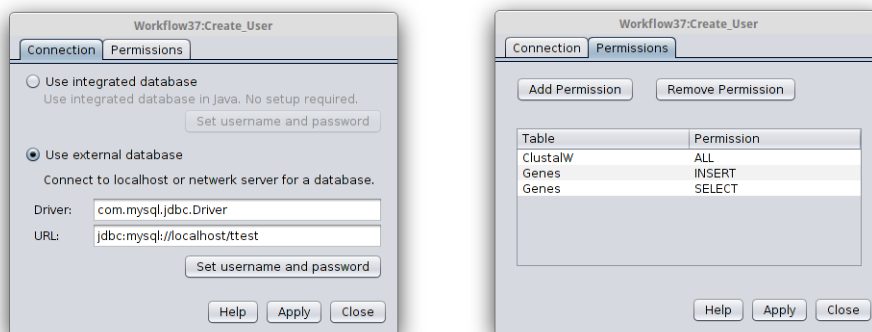 Workflow37:Create_User
Connection Permissions
Use integrated database
Use integrated database in Java. No setup required.
Set username and password
Use external database
Connect to localhost or netwerk server for a database.
Driver: com.mysql.jdbc.Driver
URL: jdbc:mysql://localhost/ttest
Set username and password
Help Apply Close
Workflow37:Create_User
Connection Permissions
Add Permission Remove Permission
Table Permission
ClustalW ALL
Genes INSERT
Genes SELECT
Help Apply Close